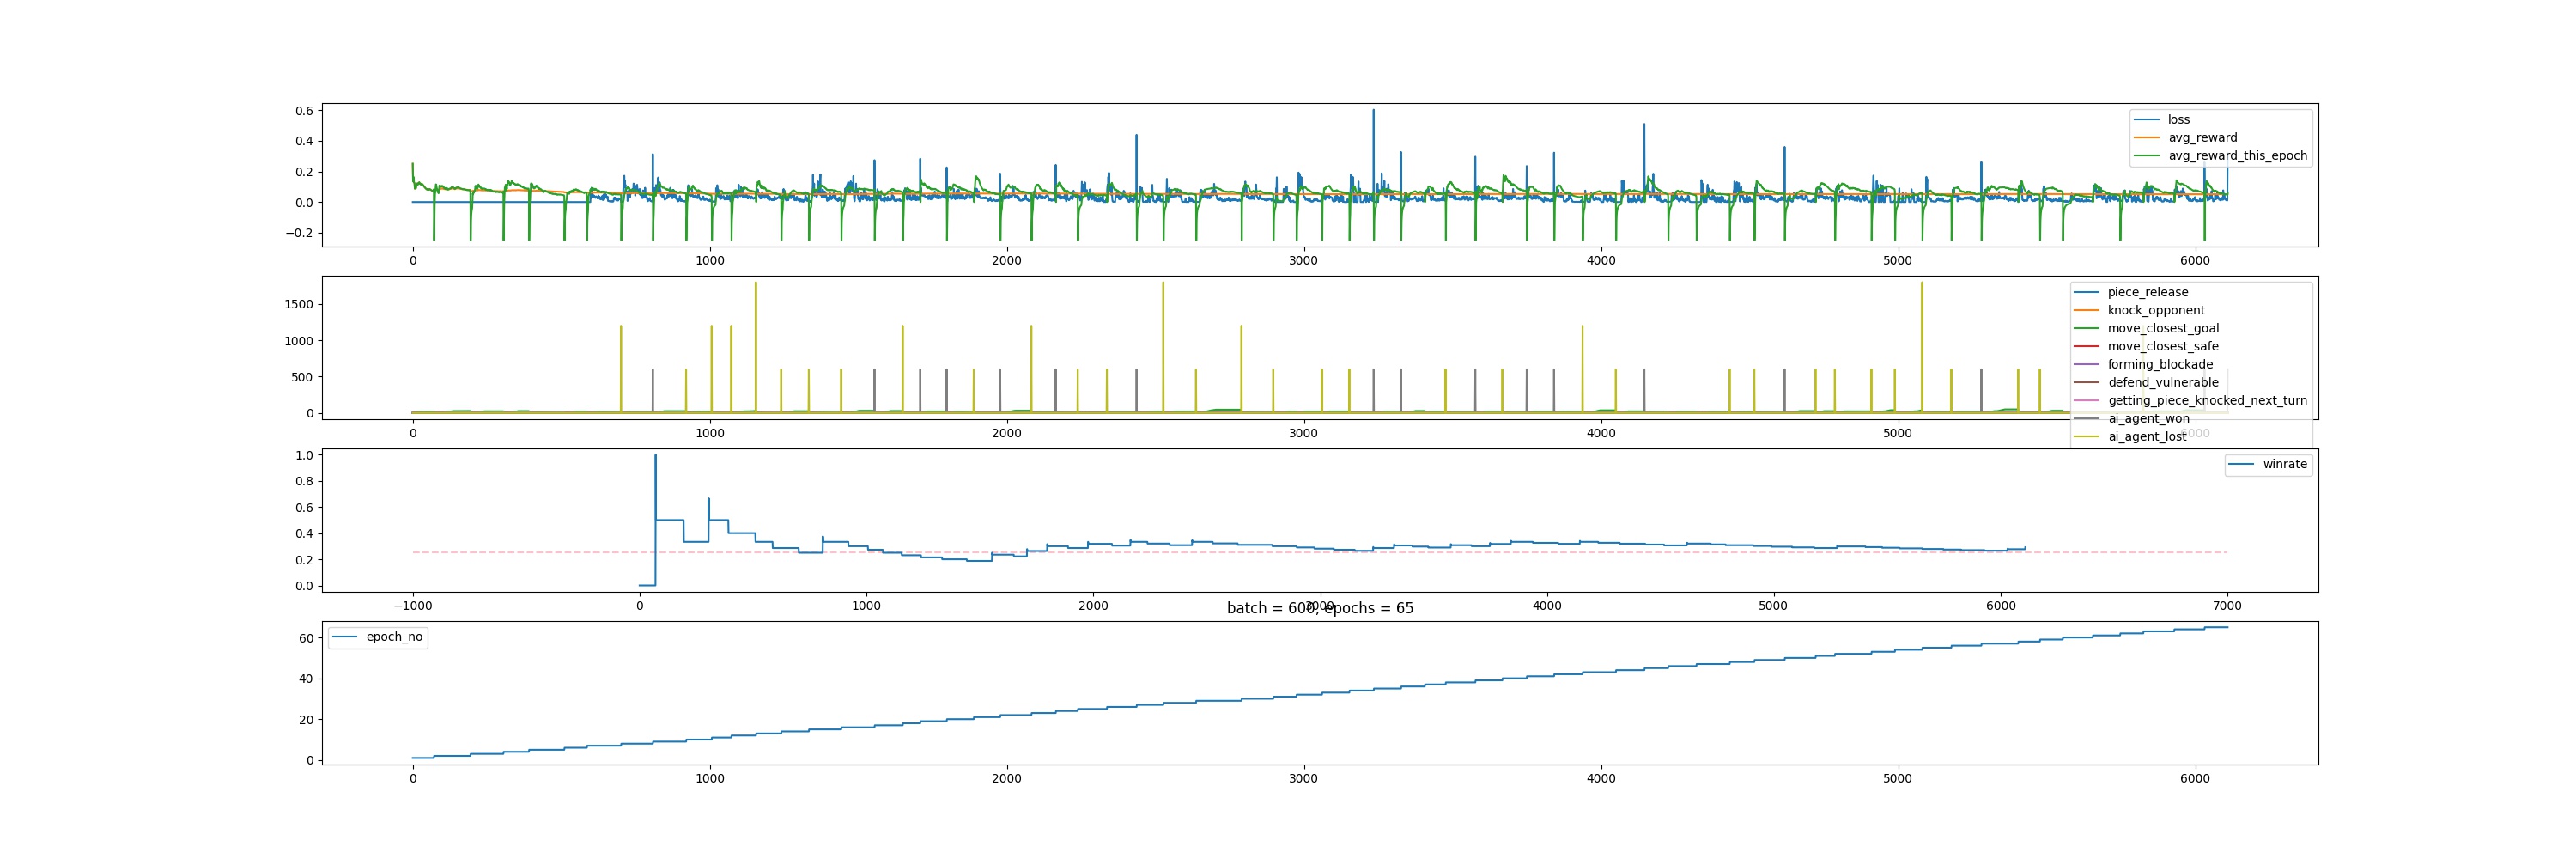 0.6
0.4
0.2
0.0
−0.2
loss
avg_reward
avg_reward_this_epoch
0 1000 2000 3000 4000 5000 6000
1500
1000
500
0
piece_release
knock_opponent
move_closest_goal
move_closest_safe
forming_blockade
defend_vulnerable
getting_piece_knocked_next_turn
ai_agent_won
ai_agent_lost
0 1000 2000 3000 4000 5000 6000
1.0
0.8
0.6
0.4
0.2
0.0
winrate
−1000 0 1000 2000 3000 4000 5000 6000 7000
batch = 600, epochs = 65
60
40
20
0
epoch_no
0 1000 2000 3000 4000 5000 6000